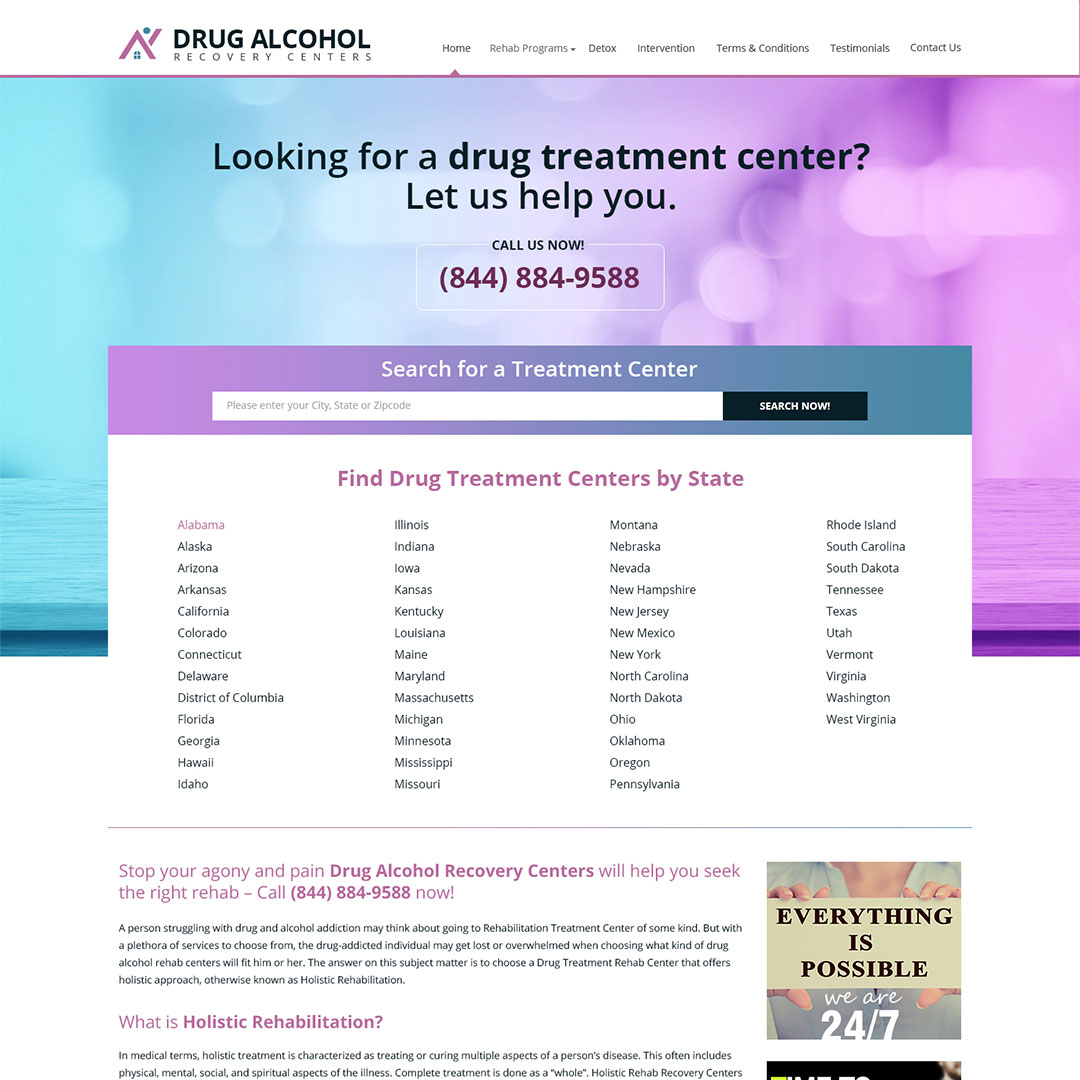 DRUG ALCOHOL
RECOVERY CENTERS
Home Rehab Programs Detox Intervention Terms & Conditions Testimonials Contact Us
Looking for a drug treatment center?
Let us help you.
CALL US NOW!
(844) 884-9588
Search for a Treatment Center
Please enter your City, State or Zipcode
SEARCH NOW!
Find Drug Treatment Centers by State
Alabama
Alaska
Arizona
Arkansas
California
Colorado
Connecticut
Delaware
District of Columbia
Florida
Georgia
Hawaii
Idaho
Illinois
Indiana
Iowa
Kansas
Kentucky
Louisiana
Maine
Maryland
Massachusetts
Michigan
Minnesota
Mississippi
Missouri
Montana
Nebraska
Nevada
New Hampshire
New Jersey
New Mexico
New York
North Carolina
North Dakota
Ohio
Oklahoma
Oregon
Pennsylvania
Rhode Island
South Carolina
South Dakota
Tennessee
Texas
Utah
Vermont
Virginia
Washington
West Virginia
Stop your agony and pain Drug Alcohol Recovery Centers will help you seek
the right rehab – Call (844) 884-9588 now!
A person struggling with drug and alcohol addiction may think about going to Rehabilitation Treatment Center of some kind. But with
a plethora of services to choose from, the drug-addicted individual may get lost or overwhelmed when choosing what kind of drug
alcohol rehab centers will fit him or her. The answer on this subject matter is to choose a Drug Treatment Rehab Center that offers
holistic approach, otherwise known as Holistic Rehabilitation.
What is Holistic Rehabilitation?
In medical terms, holistic treatment is characterized as treating or curing multiple aspects of a person's disease. This often includes
physical, mental, social, and spiritual aspects of the illness. Complete treatment is done as a “whole”. Holistic Rehab Recovery Centers
EVERYTHING
IS
POSSIBLE
we are
24/7